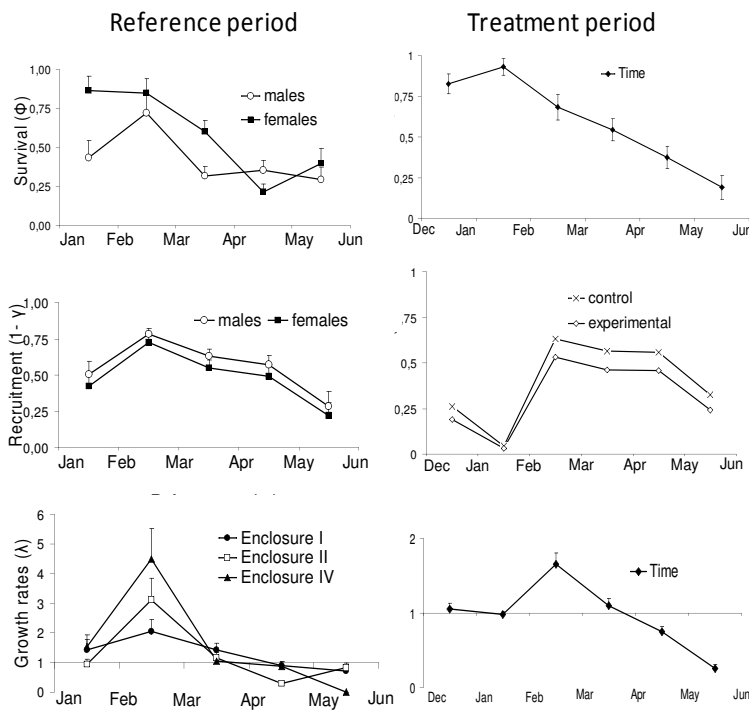 Reference period
Treatment period
Survival (Φ)
1,00
0,75
0,50
0,25
0,00
males
females
Jan Feb Mar Apr May Jun
1
0,75
0,5
0,25
0
Time
Dec Jan Feb Mar Apr May Jun
Recruitment (1- γ)
1,00
0,75
0,50
0,25
0,00
males females
Jan Feb Mar Apr May Jun
1
0,5
0,25
0
control
experimental
Dec Jan Feb Mar Apr May Jun
Growth rates (λ)
6
5
4
3
2
1
0
Enclosure I
Enclosure II
Enclosure IV
Jan Feb Mar Apr May Jun
2
1
0
Time
Dec Jan Feb Mar Apr May Jun